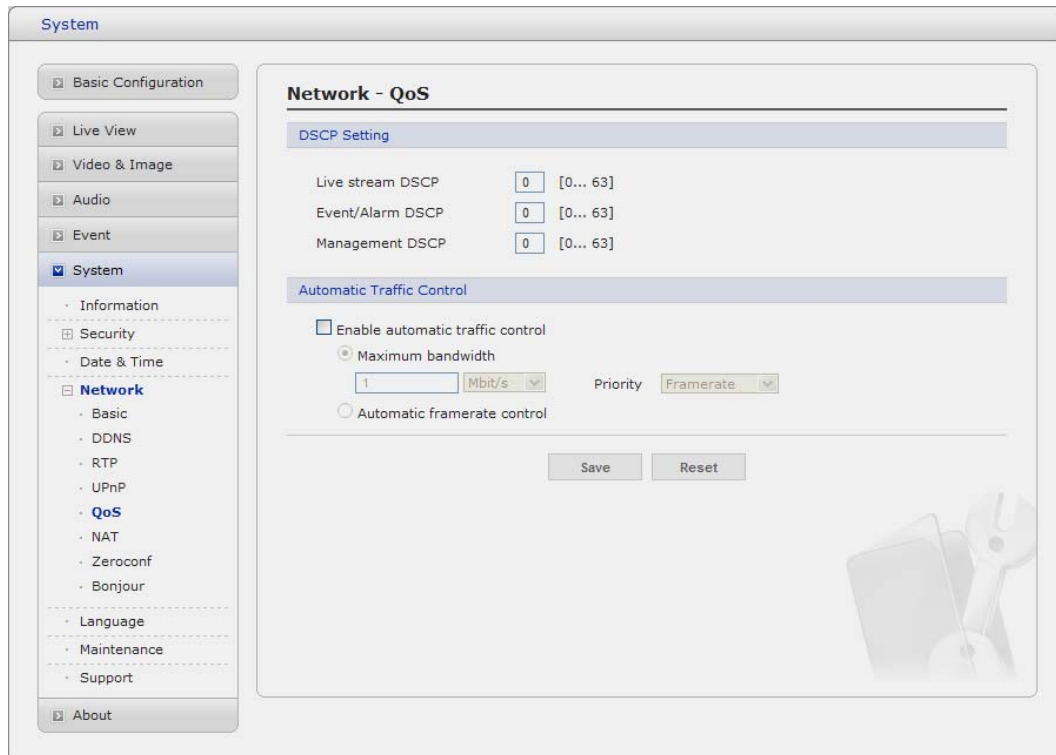 System
Basic Configuration
Live View
Video & Image
Audio
Event
System
Information
Security
Date & Time
Network
Basic
DDNS
RTP
UPnP
QoS
NAT
Zeroconf
Bonjour
Language
Maintenance
Support
About
Network - QoS
DSCP Setting
Live stream DSCP 0 [0... 63]
Event/Alarm DSCP 0 [0... 63]
Management DSCP 0 [0... 63]
Automatic Traffic Control
Enable automatic traffic control
Maximum bandwidth
1 Mbit/s Priority Framerate
Automatic framerate control
Save Reset